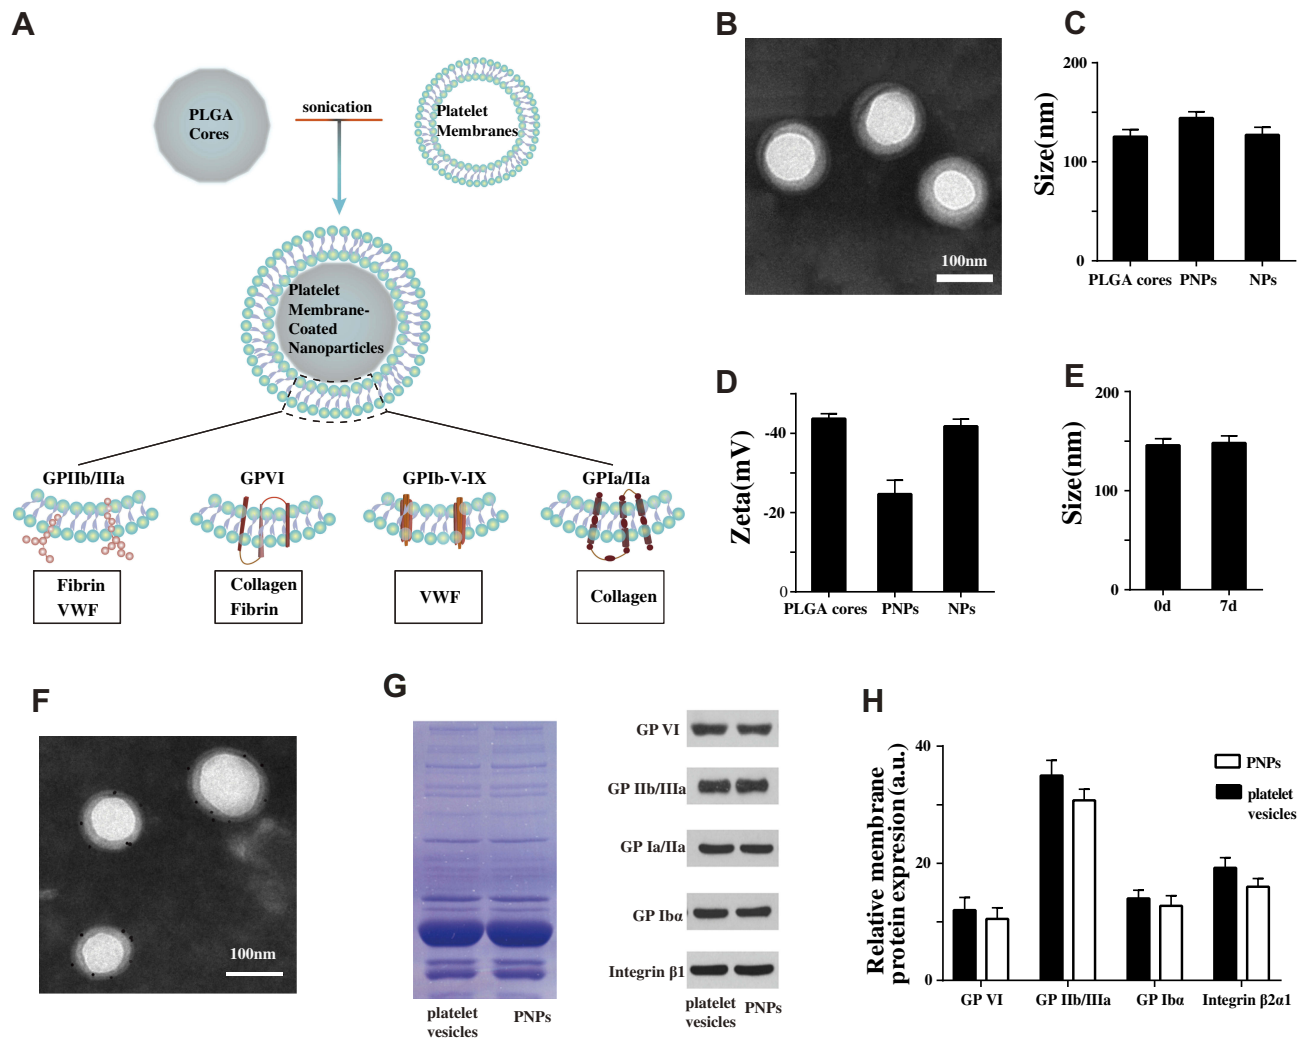 A
PLGA
Cores
sonication
Platelet
Membranes
Platelet
Membrane-
Coated
Nanoparticles
GPIIb/IIIa
GPVI
GPIb-V-IX
GPIa/IIa
Fibrin
VWF
Collagen
Fibrin
VWF
Collagen
B
100nm
C
Size(nm)
200
100
0
PLGA cores
PNPs
NPs
D
Zeta(mV)
-40
-20
0
PLGA cores
PNPs
NPs
E
Size(nm)
200
100
0
0d
7d
F
100nm
G
platelet
vesicles
PNPs
GP VI
GP IIb/IIIa
GP Ia/IIa
GP Ibα
Integrin β1
platelet
vesicles
PNPs
H
Relative membrane
protein expresion(a.u.)
40
20
0
PNPs
platelet
vesicles
GP VI
GP IIb/IIIa
GP Ibα
Integrin β2α1